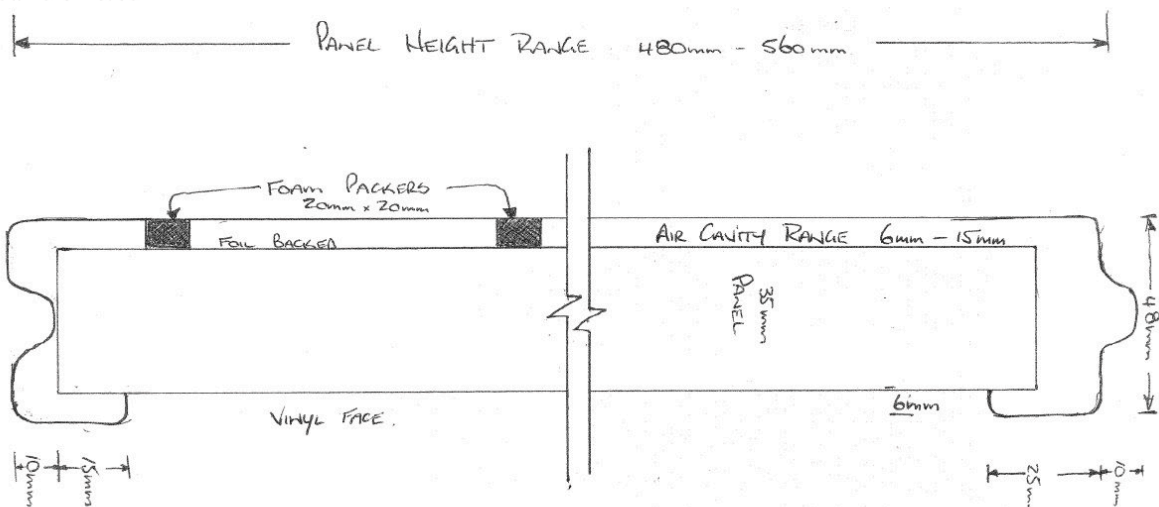 PANEL HEIGHT RANGE 480mm - 560mm
FOAM PACKERS
20mm x 20mm
FOIL BACKED
AIR CAVITY RANGE 6mm - 15mm
35mm
PANEL
48mm
VINYL FACE.
6mm
10mm
15mm
25m
10mm